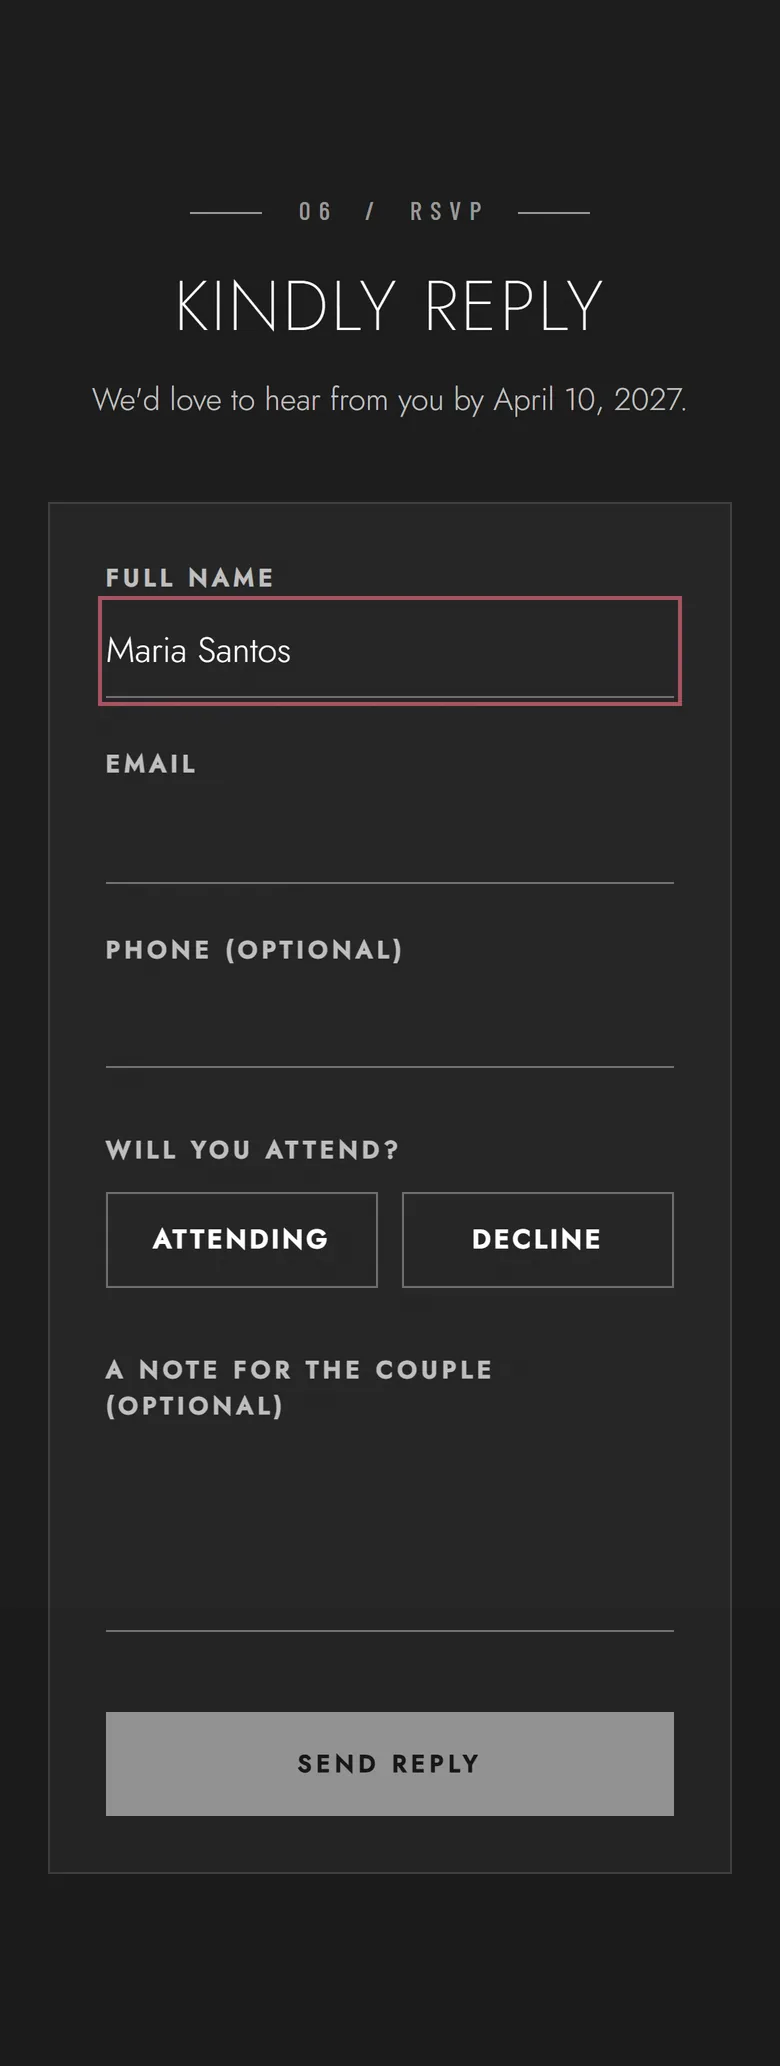 06 / RSVP
KINDLY REPLY
We'd love to hear from you by April 10, 2027.
FULL NAME
Maria Santos
EMAIL
PHONE (OPTIONAL)
WILL YOU ATTEND?
ATTENDING DECLINE
A NOTE FOR THE COUPLE
(OPTIONAL)
SEND REPLY